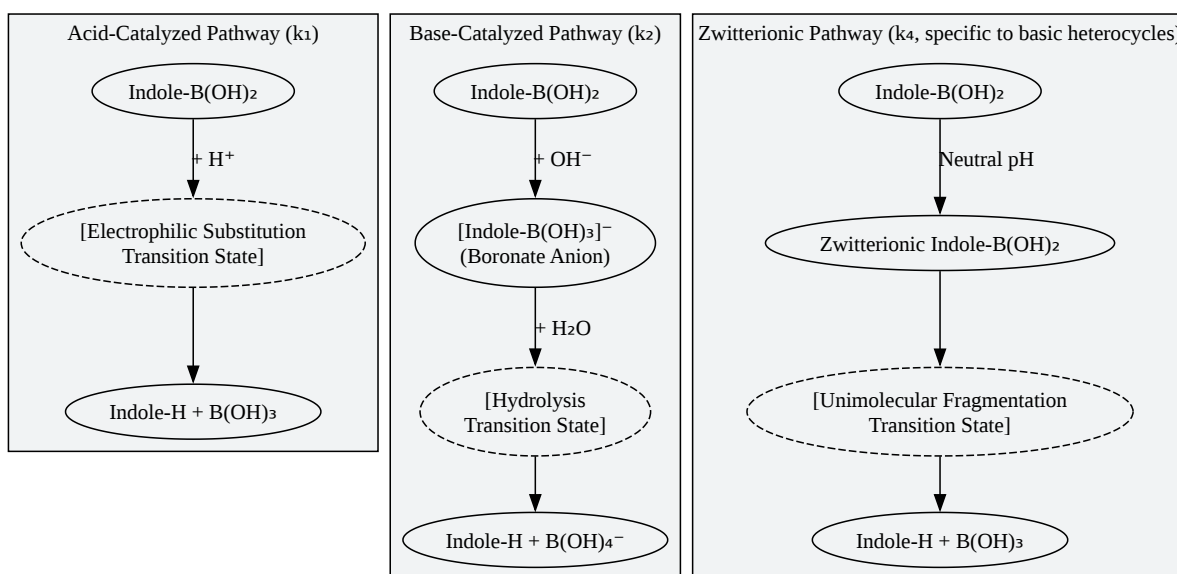 Acid-Catalyzed Pathway (k₁)
Indole-B(OH)₂
+ H⁺
[Electrophilic Substitution
Transition State]
Indole-H + B(OH)₃
Base-Catalyzed Pathway (k₂)
Indole-B(OH)₂
+ OH⁻
[Indole-B(OH)₃]⁻
(Boronate Anion)
+ H₂O
[Hydrolysis
Transition State]
Indole-H + B(OH)₄⁻
Zwitterionic Pathway (k₄, specific to basic heterocycles)
Indole-B(OH)₂
Neutral pH
Zwitterionic Indole-B(OH)₂
[Unimolecular Fragmentation
Transition State]
Indole-H + B(OH)₃